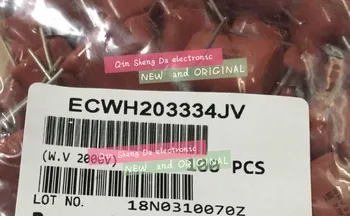 Qin Sheng Da electronic
NEW and ORIGINAL
ECWH203334JV
Qin Sheng Da electronic
(W.V 2000V) 100 PCS
NEW and ORIGINAL
LOT NO. 18N0310070Z